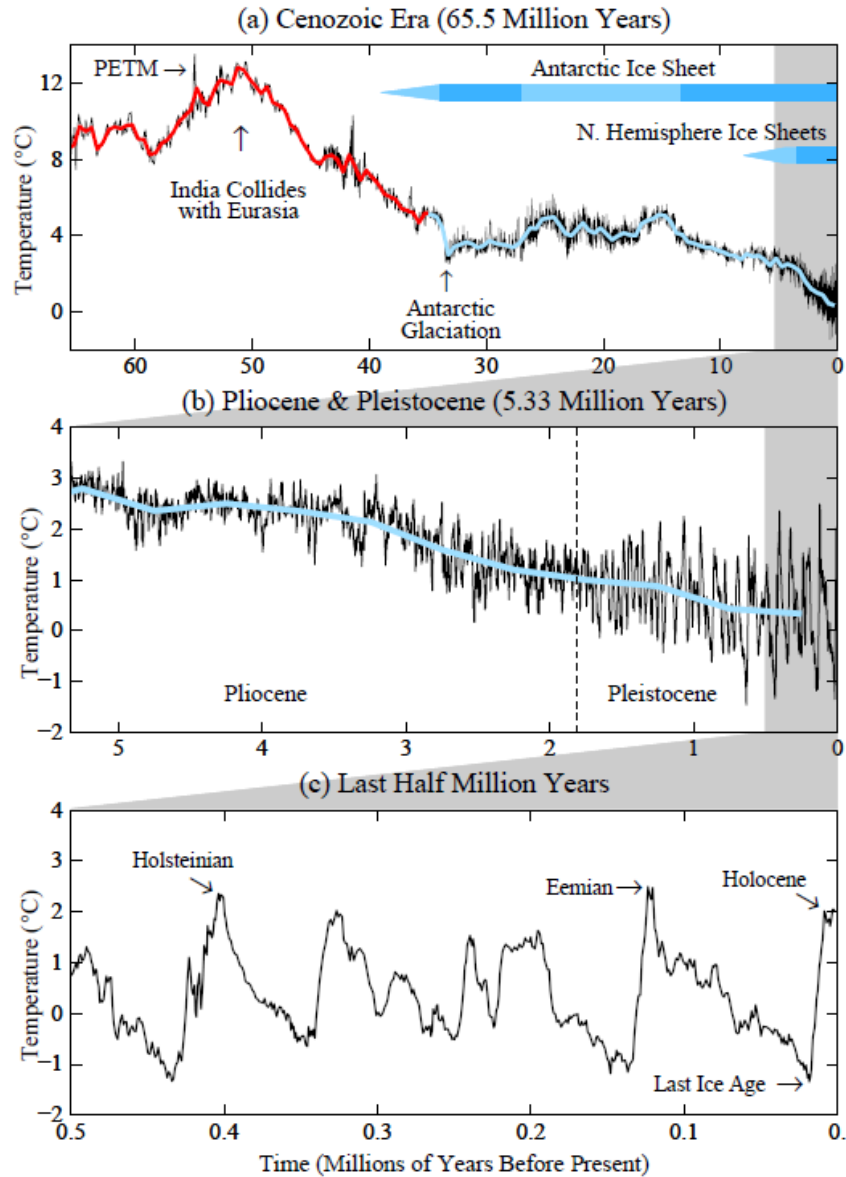 (a) Cenozoic Era (65.5 Million Years)
PETM→
Antarctic Ice Sheet
N. Hemisphere Ice Sheets
↑
India Collides
with Eurasia
↑
Antarctic
Glaciation
Temperature (°C)
12
8
4
0
60 50 40 30 20 10 0
(b) Pliocene & Pleistocene (5.33 Million Years)
Temperature (°C)
4
3
2
1
0
−1
−2
Pliocene Pleistocene
5 4 3 2 1 0
(c) Last Half Million Years
Temperature (°C)
4
3
2
1
0
−1
−2
Holsteinian
Eemian→
Holocene
Last Ice Age→
0.5 0.4 0.3 0.2 0.1 0.
Time (Millions of Years Before Present)